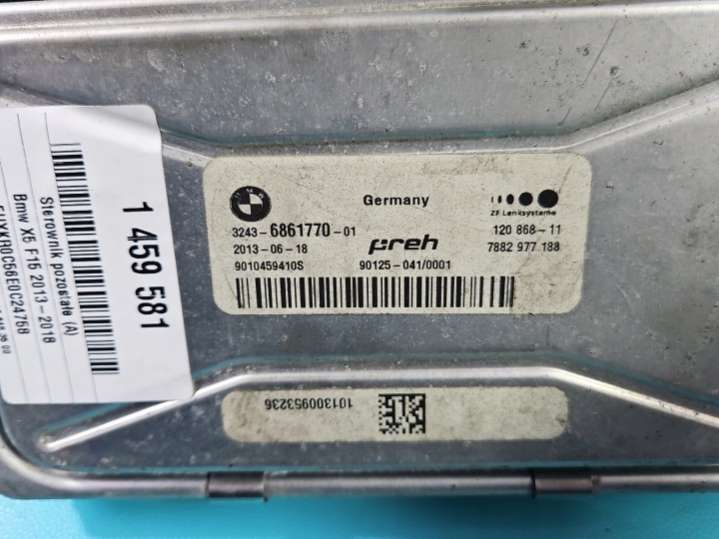 Germany
ZF Lenksysteme
3243-6861770-01
120 868-11
2013-06-18
preh
7882 977 188
9010459410S
90125-041/0001
1013000953236
1 459 581
Sterownik pozostałe (A)
Bmw X5 F15 2013-2018